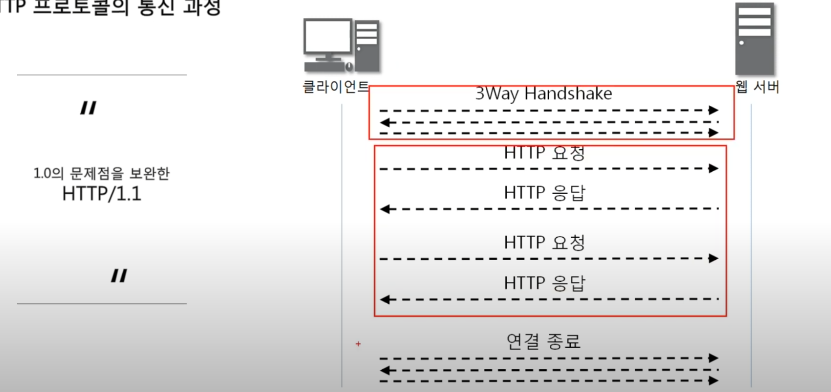 TP 프로토콜의 통신 과정
"
1.0의 문제점을 보완한
HTTP/1.1
"
클라이언트
웹 서버
3Way Handshake
HTTP 요청
HTTP 응답
HTTP 요청
HTTP 응답
연결 종료